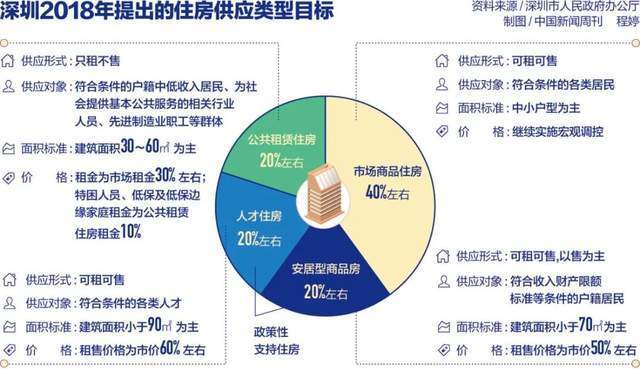 深圳2018年提出的住房供应类型目标
资料来源/深圳市人民政府办公厅
制图/中国新闻周刊 程婷
供应形式:只租不售
供应对象:符合条件的户籍中低收入居民、为社
会提供基本公共服务的相关行业
人员、先进制造业职工等群体
面积标准:建筑面积30~60㎡为主
价 格:租金为市场租金30%左右;
特困人员、低保及低保边
缘家庭租金为公共租赁
住房租金10%
供应形式:可租可售
供应对象:符合条件的各类居民
面积标准:中小户型为主
价 格:继续实施宏观调控
公共租赁住房
20%左右
市场商品住房
40%左右
人才住房
20%左右
安居型商品房
20%左右
政策性
支持住房
供应形式:可租可售
供应对象:符合条件的各类人才
面积标准:建筑面积小于90㎡为主
价 格:租售价格为市价60%左右
供应形式:可租可售,以售为主
供应对象:符合收入财产限额
标准等条件的户籍居民
面积标准:建筑面积小于70㎡为主
价 格:租售价格为市价50%左右